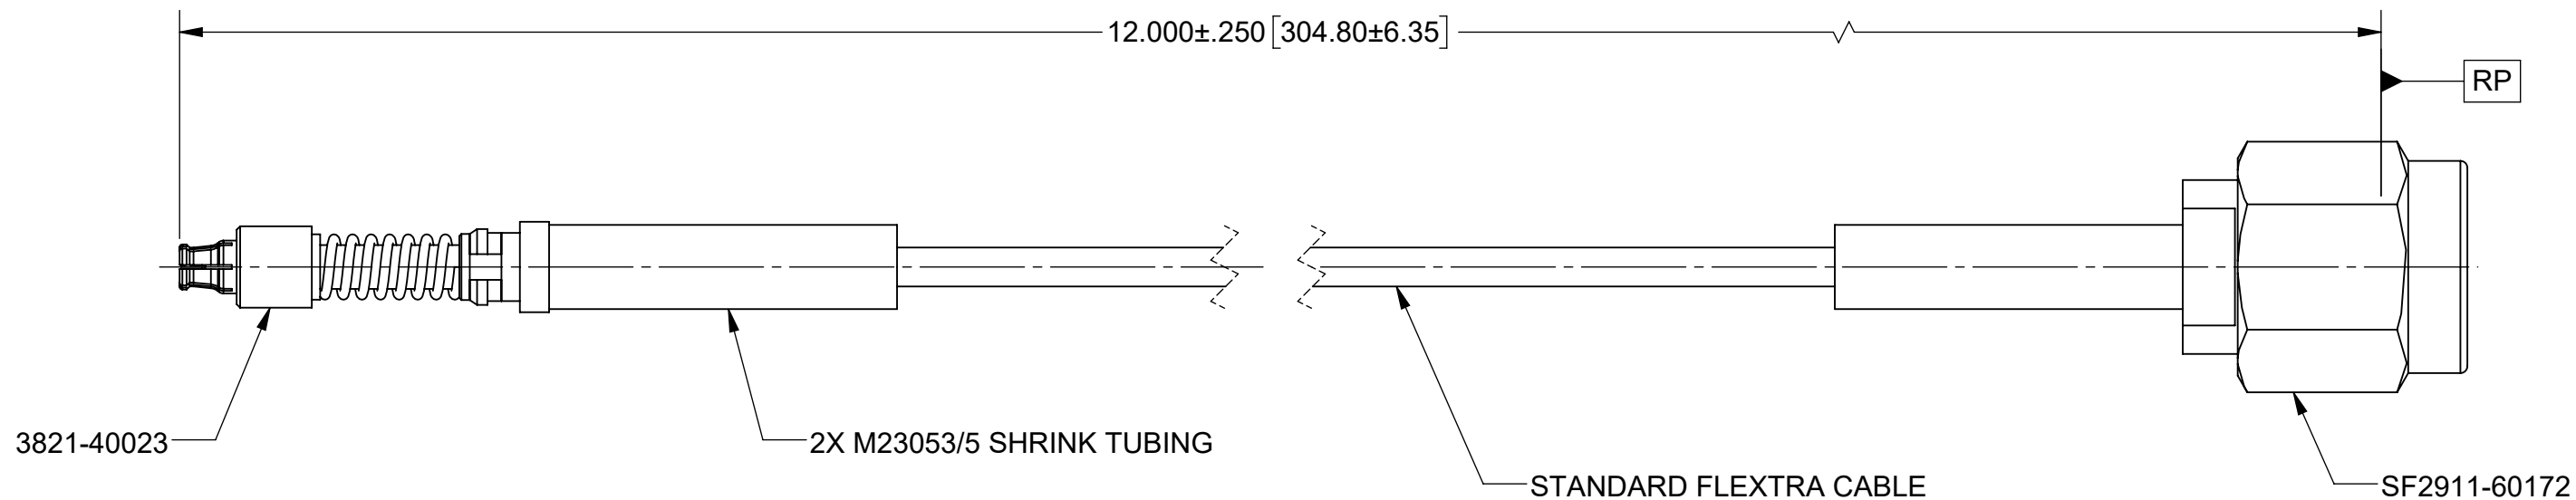 12.000±.250 [304.80±6.35]
RP
3821-40023
2X M23053/5 SHRINK TUBING
STANDARD FLEXTRA CABLE
SF2911-60172